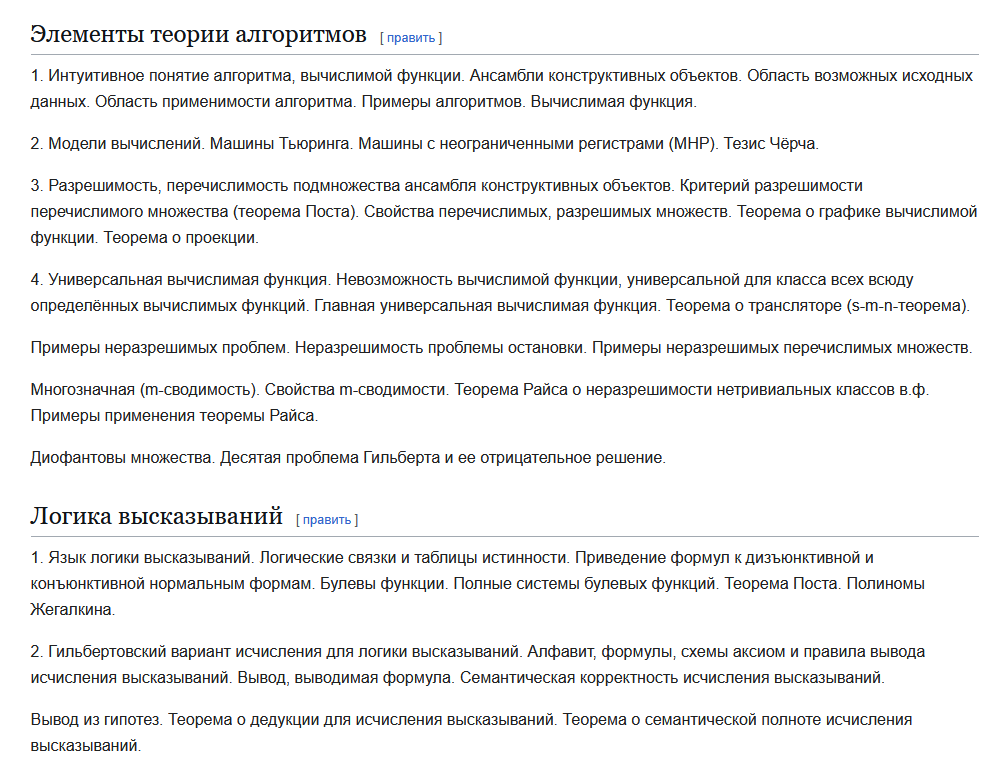 Элементы теории алгоритмов [ править ]
1. Интуитивное понятие алгоритма, вычислимой функции. Ансамбли конструктивных объектов. Область возможных исходных
данных. Область применимости алгоритма. Примеры алгоритмов. Вычислимая функция.
2. Модели вычислений. Машины Тьюринга. Машины с неограниченными регистрами (МНР). Тезис Чёрча.
3. Разрешимость, перечислимость подмножества ансамбля конструктивных объектов. Критерий разрешимости
перечислимого множества (теорема Поста). Свойства перечислимых, разрешимых множеств. Теорема о графике вычислимой
функции. Теорема о проекции.
4. Универсальная вычислимая функция. Невозможность вычислимой функции, универсальной для класса всех всюду
определённых вычислимых функций. Главная универсальная вычислимая функция. Теорема о трансляторе (s-m-n-теорема).
Примеры неразрешимых проблем. Неразрешимость проблемы остановки. Примеры неразрешимых перечислимых множеств.
Многозначная (m-сводимость). Свойства m-сводимости. Теорема Райса о неразрешимости нетривиальных классов в.ф.
Примеры применения теоремы Райса.
Диофантовы множества. Десятая проблема Гильберта и ее отрицательное решение.
Логика высказываний [ править ]
1. Язык логики высказываний. Логические связки и таблицы истинности. Приведение формул к дизъюнктивной и
конъюнктивной нормальным формам. Булевы функции. Полные системы булевых функций. Теорема Поста. Полиномы
Жегалкина.
2. Гильбертовский вариант исчисления для логики высказываний. Алфавит, формулы, схемы аксиом и правила вывода
исчисления высказываний. Вывод, выводимая формула. Семантическая корректность исчисления высказываний.
Вывод из гипотез. Теорема о дедукции для исчисления высказываний. Теорема о семантической полноте исчисления
высказываний.